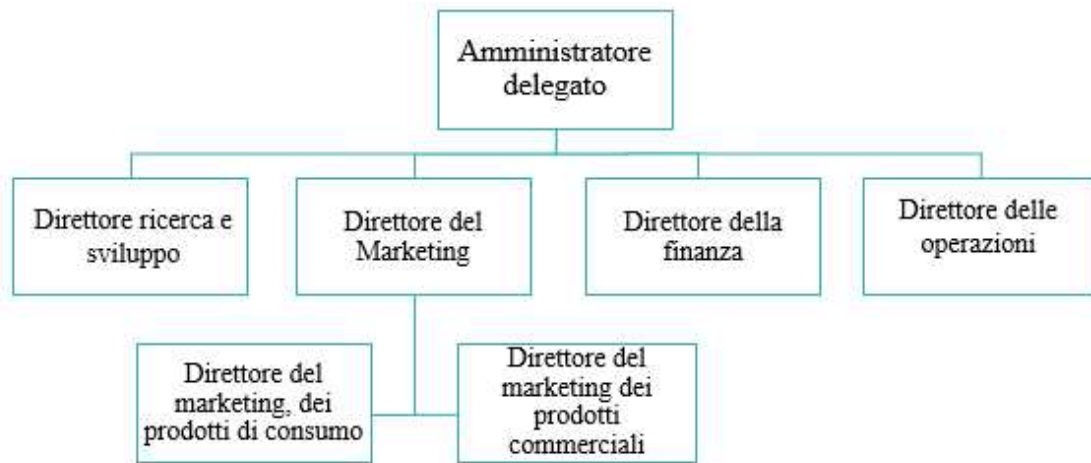 Amministratore
delegato
Direttore ricerca e
sviluppo
Direttore del
Marketing
Direttore della
finanza
Direttore delle
operazioni
Direttore del
marketing, dei
prodotti di consumo
Direttore del
marketing dei
prodotti
commerciali